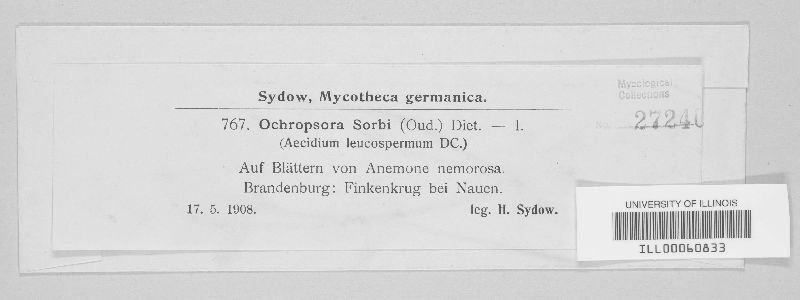 Sydow, Mycotheca germanica.
767. Ochropsora Sorbi (Oud.) Diet. — I.
(Aecidium leucospermum DC.)
Auf Blättern von Anemone nemorosa.
Brandenburg: Finkenkrug bei Nauen.
17. 5. 1908. leg. H. Sydow.
Mycological
Collections
No. 27240
UNIVERSITY OF ILLINOIS
ILL00060833